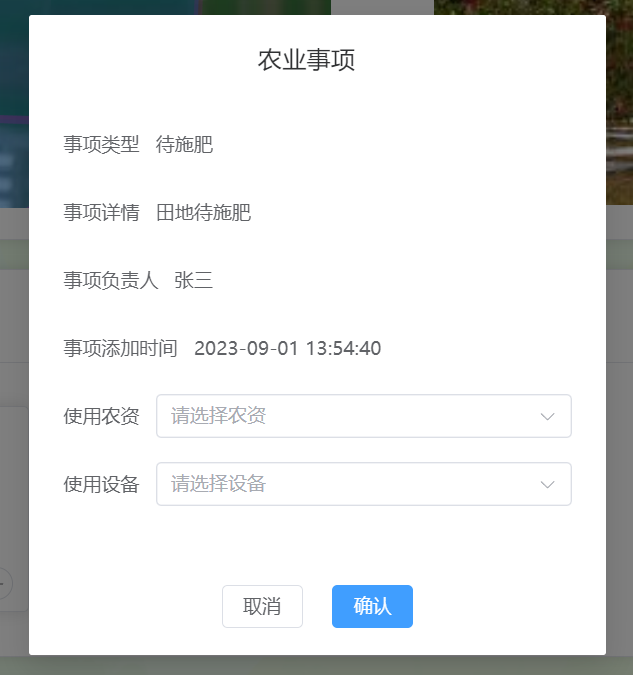 农业事项
事项类型 待施肥
事项详情 田地待施肥
事项负责人 张三
事项添加时间 2023-09-01 13:54:40
使用农资 请选择农资
使用设备 请选择设备
取消 确认